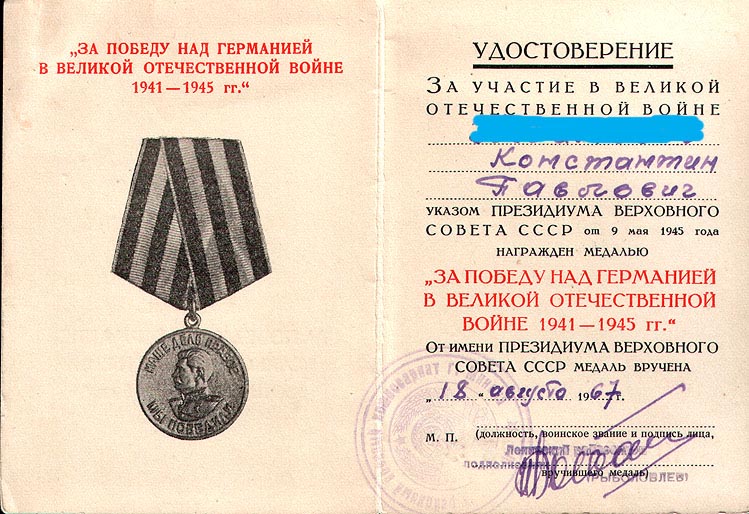 „ЗА ПОБЕДУ НАД ГЕРМАНИЕЙ
В ВЕЛИКОЙ ОТЕЧЕСТВЕННОЙ ВОЙНЕ
1941—1945 гг.“
НАШЕ ДЕЛО ПРАВОЕ
МЫ ПОБЕДИЛИ
УДОСТОВЕРЕНИЕ
ЗА УЧАСТИЕ В ВЕЛИКОЙ
ОТЕЧЕСТВЕННОЙ ВОЙНЕ
Константин
Павлович
УКАЗОМ ПРЕЗИДИУМА ВЕРХОВНОГО
СОВЕТА СССР от 9 мая 1945 года
НАГРАЖДЕН МЕДАЛЬЮ
„ЗА ПОБЕДУ НАД ГЕРМАНИЕЙ
В ВЕЛИКОЙ ОТЕЧЕСТВЕННОЙ
ВОЙНЕ 1941—1945 гг.“
От имени ПРЕЗИДИУМА ВЕРХОВНОГО
СОВЕТА СССР МЕДАЛЬ ВРУЧЕНА
„18“ августа 1967 г.
М. П. (должность, воинское звание и подпись лица,
подполковник
вручившего медаль)
(РЫБОЛОВЛЕВ)